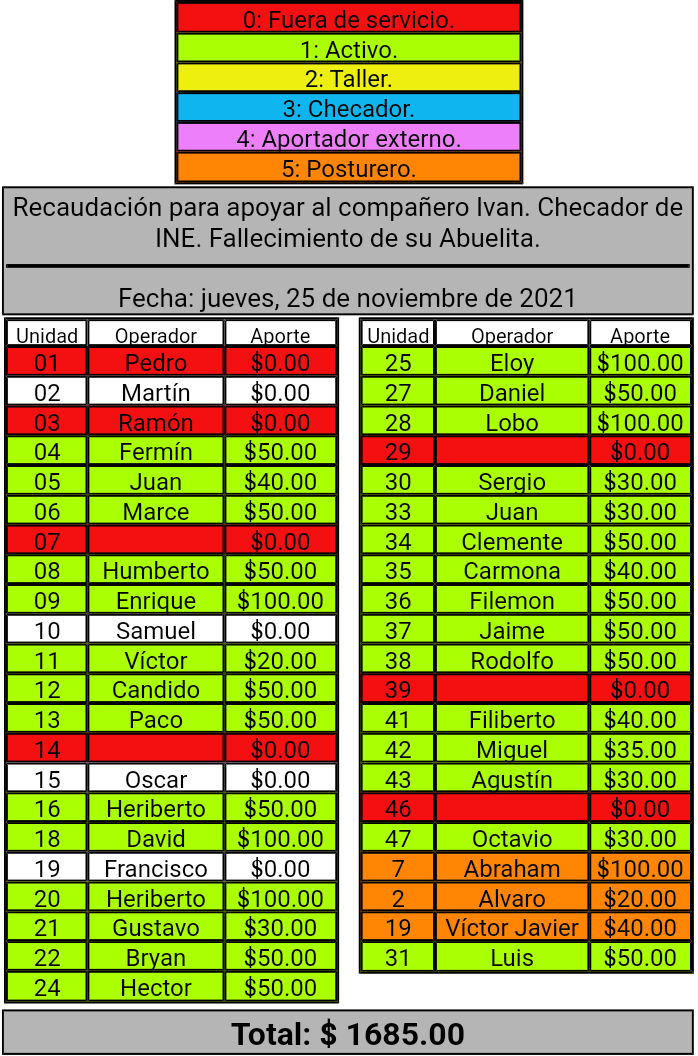 0: Fuera de servicio.
1: Activo.
2: Taller.
3: Checador.
4: Aportador externo.
5: Posturero.
Recaudación para apoyar al compañero Ivan. Checador de
INE. Fallecimiento de su Abuelita.
Fecha: jueves, 25 de noviembre de 2021
Unidad Operador Aporte
01 Pedro $0.00
02 Martín $0.00
03 Ramón $0.00
04 Fermín $50.00
05 Juan $40.00
06 Marce $50.00
07 $0.00
08 Humberto $50.00
09 Enrique $100.00
10 Samuel $0.00
11 Víctor $20.00
12 Candido $50.00
13 Paco $50.00
14 $0.00
15 Oscar $0.00
16 Heriberto $50.00
18 David $100.00
19 Francisco $0.00
20 Heriberto $100.00
21 Gustavo $30.00
22 Bryan $50.00
24 Hector $50.00
Unidad Operador Aporte
25 Eloy $100.00
27 Daniel $50.00
28 Lobo $100.00
29 $0.00
30 Sergio $30.00
33 Juan $30.00
34 Clemente $50.00
35 Carmona $40.00
36 Filemon $50.00
37 Jaime $50.00
38 Rodolfo $50.00
39 $0.00
41 Filiberto $40.00
42 Miguel $35.00
43 Agustín $30.00
46 $0.00
47 Octavio $30.00
7 Abraham $100.00
2 Alvaro $20.00
19 Víctor Javier $40.00
31 Luis $50.00
Total: $ 1685.00